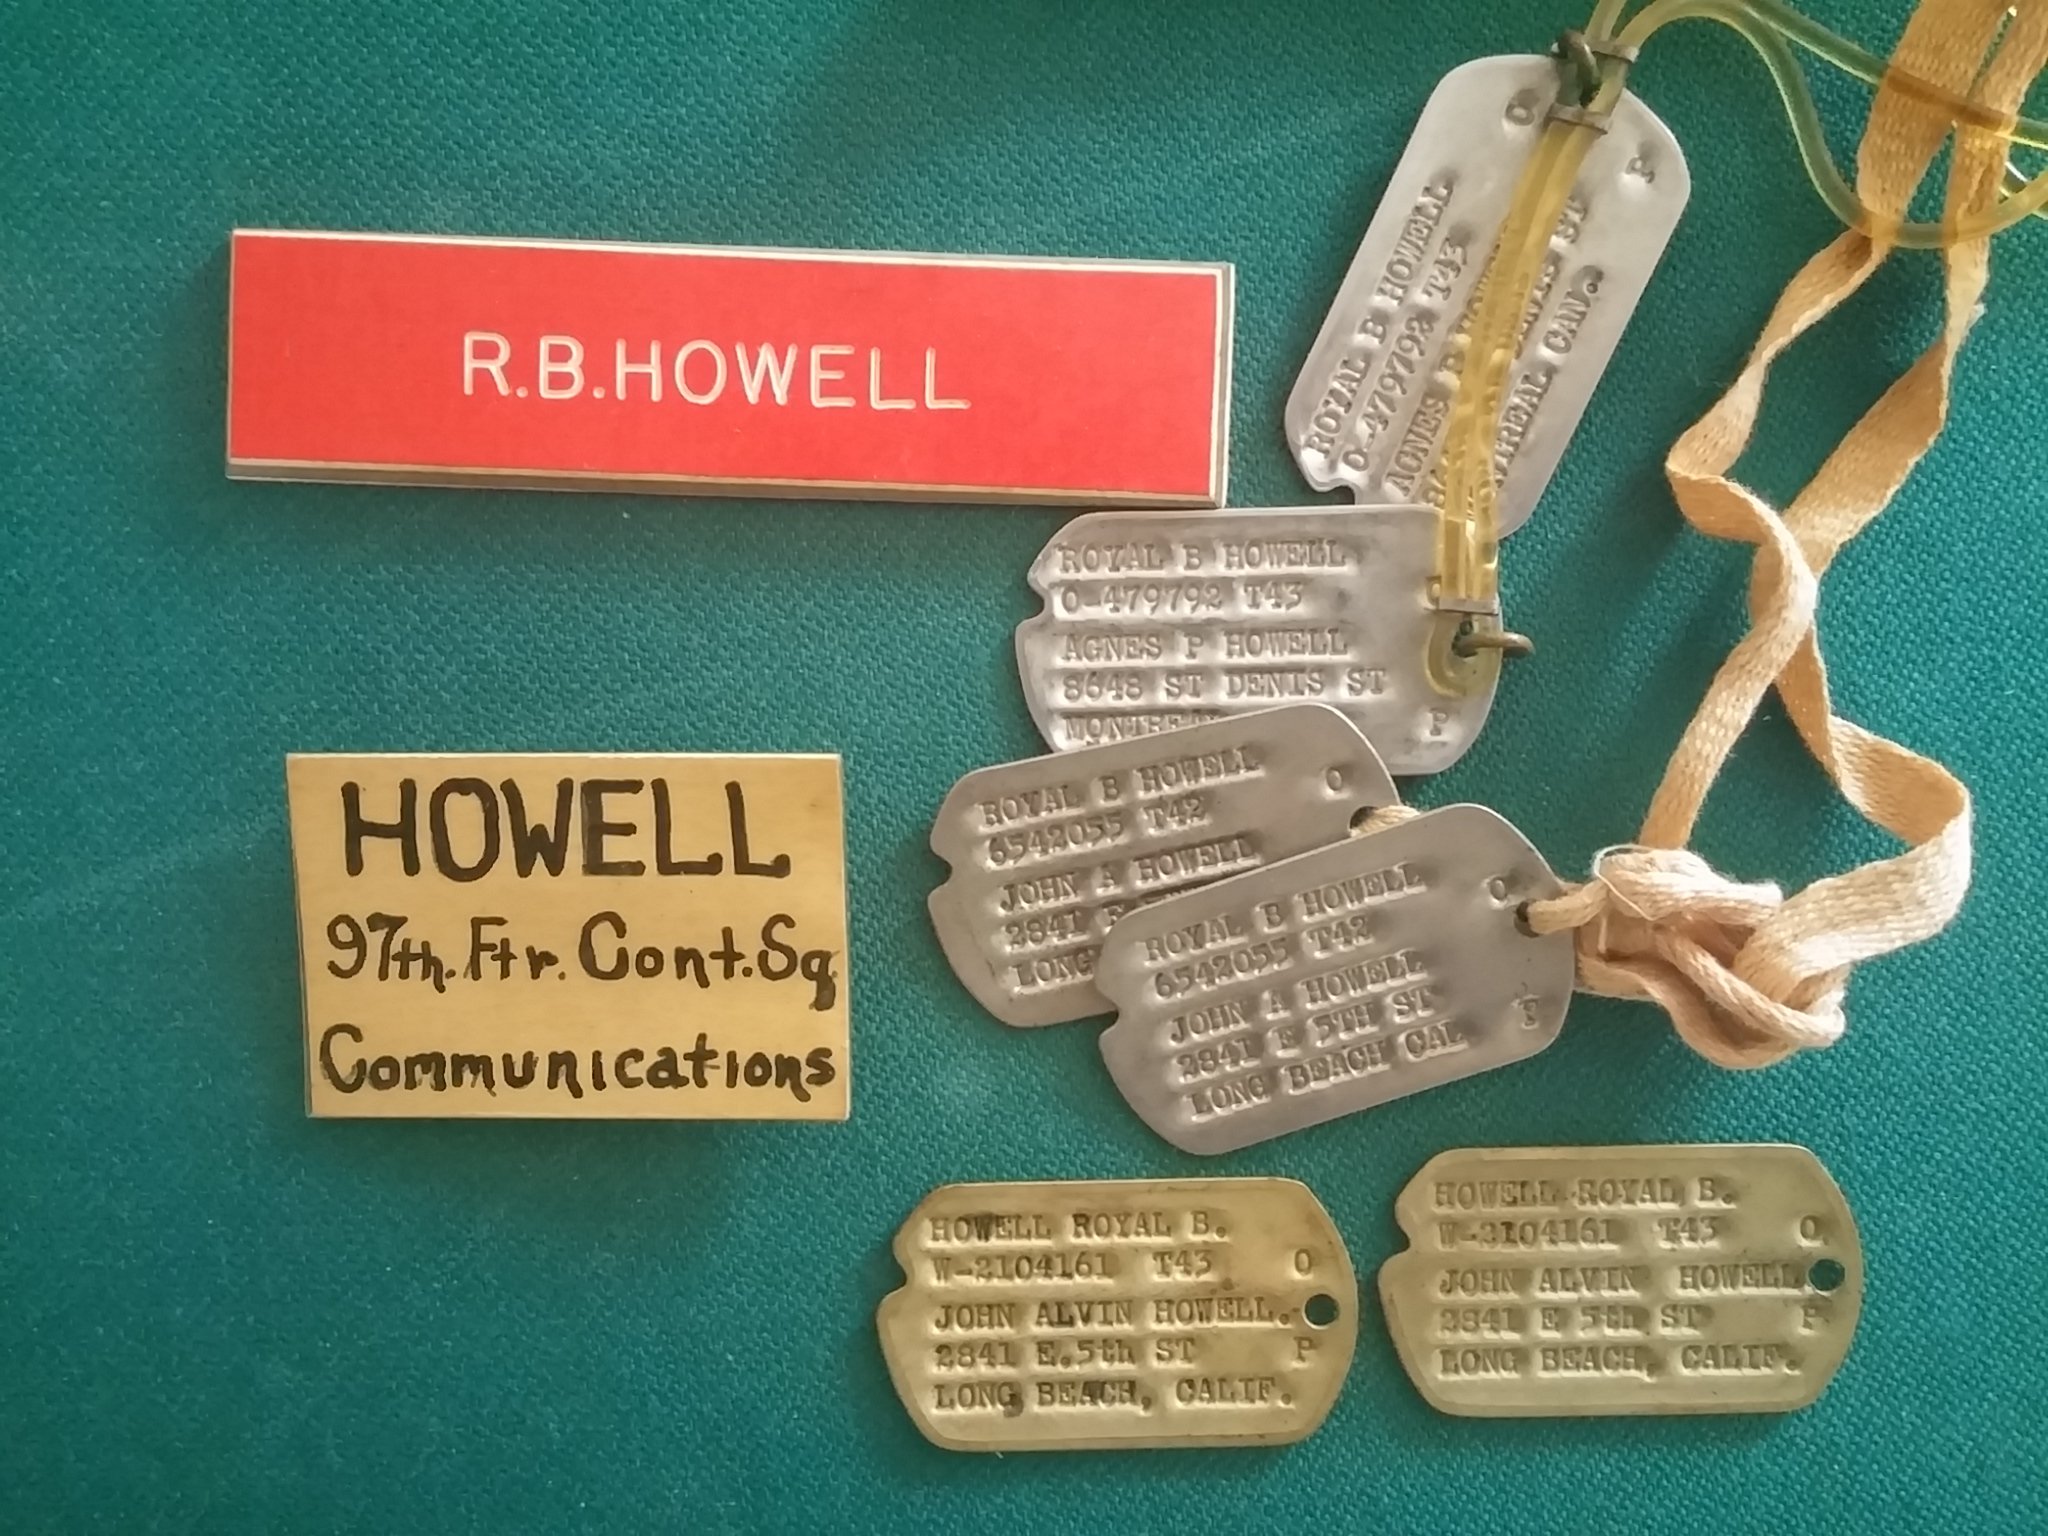 R.B.HOWELL
O
P
ROYAL B HOWELL
O-479792 T43
AGNES P
ST
CAN.
ROYAL B HOWELL
O-479792 T43
AGNES P HOWELL
8648 ST DENIS ST
P
ROYAL B HOWELL
O
6542055 T42
JOHN A HOWELL
2841 E
LONG
ROYAL B HOWELL
O
6542055 T42
JOHN A HOWELL
2841 E 5TH ST
LONG BEACH CAL
HOWELL
97th. Ftr. Cont. Sq
Communications
HOWELL ROYAL B.
W-2104161 T43 O
JOHN ALVIN HOWELL.
2841 E.5th ST P
LONG BEACH, CALIF.
HOWELL ROYAL B.
W-2104161 T43 O
JOHN ALVIN HOWELL
2841 E 5th ST P
LONG BEACH, CALIF.